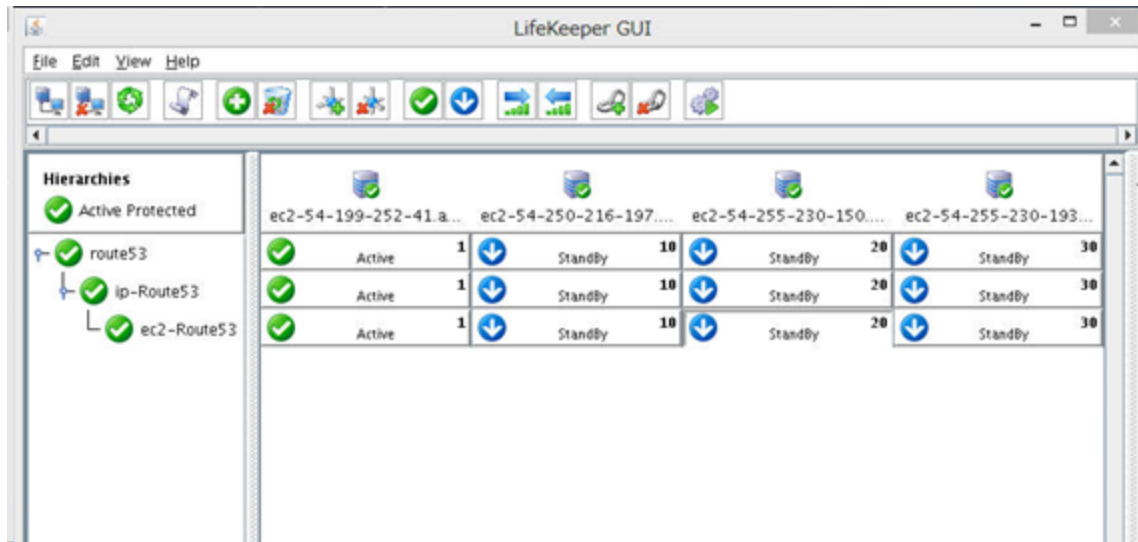 LifeKeeper GUI
File Edit View Help
Hierarchies
Active Protected
ec2-54-199-252-41.a... ec2-54-250-216-197.... ec2-54-255-230-150.... ec2-54-255-230-193...
route53 Active 1 StandBy 10 StandBy 20 StandBy 30
ip-Route53 Active 1 StandBy 10 StandBy 20 StandBy 30
ec2-Route53 Active 1 StandBy 10 StandBy 20 StandBy 30